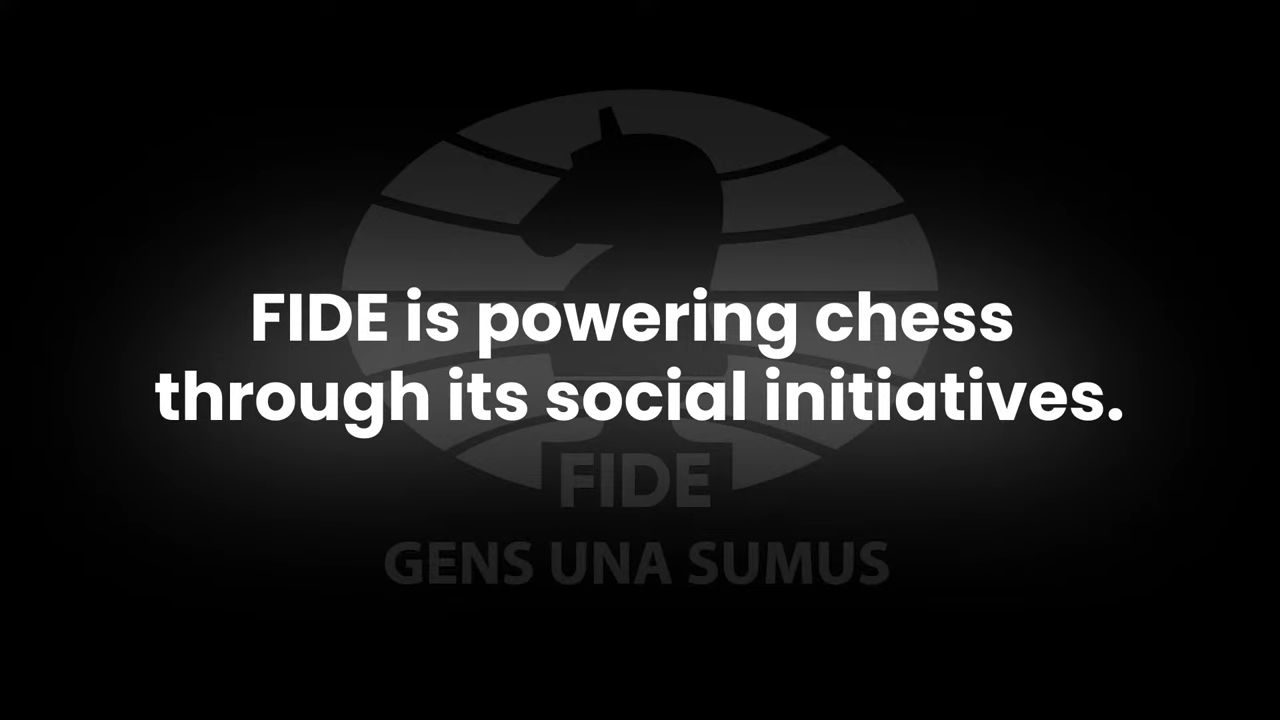 FIDE is powering chess
through its social initiatives.
FIDE
GENS UNA SUMUS